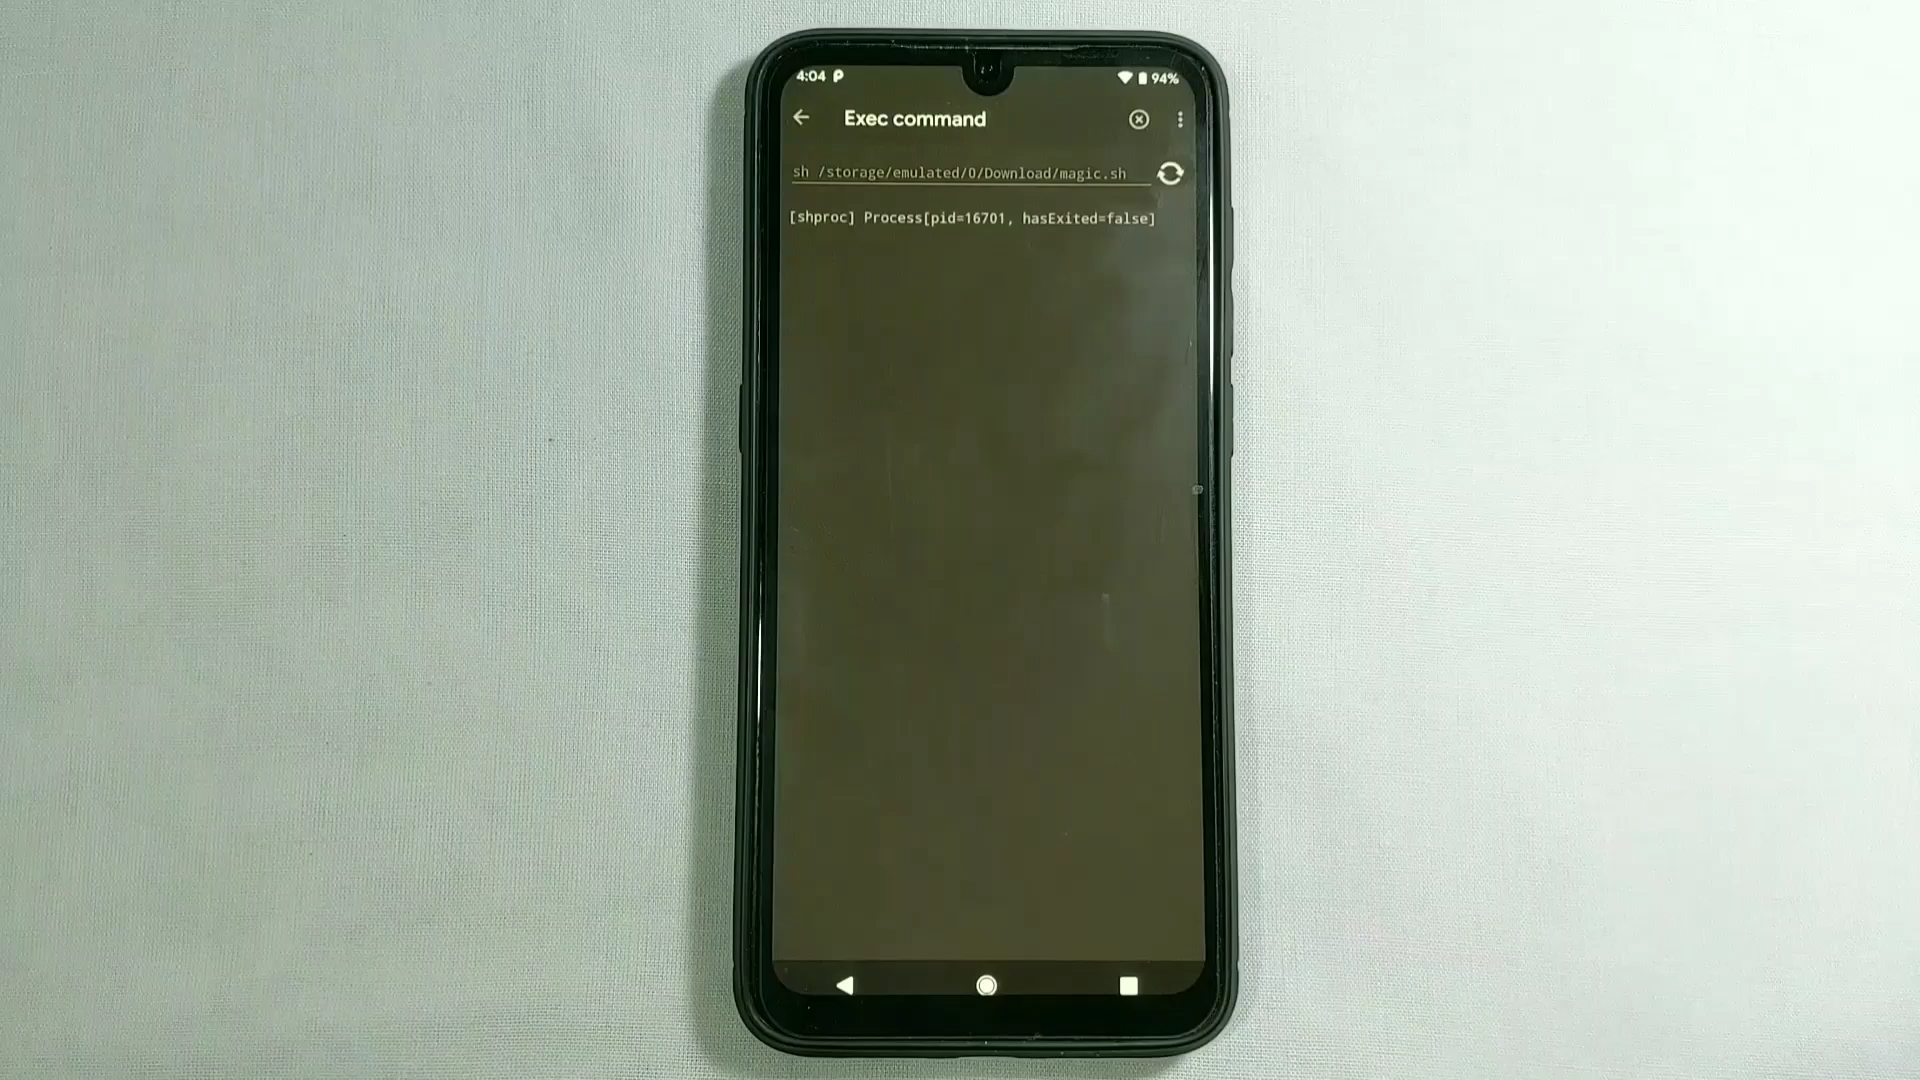 4:04 94%
Exec command
sh /storage/emulated/0/Download/magic.sh
[shproc] Process[pid=16701, hasExited=false]